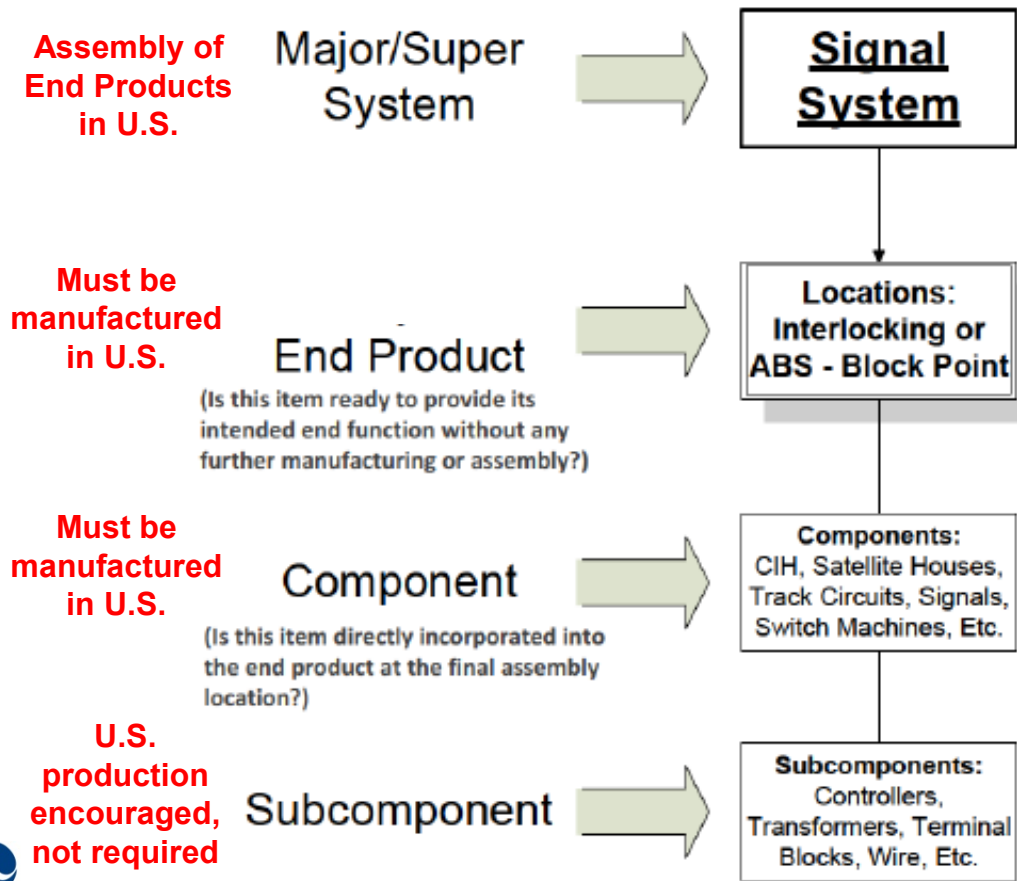 Assembly of
End Products
in U.S.
Major/Super
System
Signal
System
Must be
manufactured
in U.S.
End Product
(Is this item ready to provide its
intended end function without any
further manufacturing or assembly?)
Locations:
Interlocking or
ABS - Block Point
Must be
manufactured
in U.S.
Component
(Is this item directly incorporated into
the end product at the final assembly
location?)
Components:
CIH, Satellite Houses,
Track Circuits, Signals,
Switch Machines, Etc.
U.S.
production
encouraged,
not required
Subcomponent
Subcomponents:
Controllers,
Transformers, Terminal
Blocks, Wire, Etc.